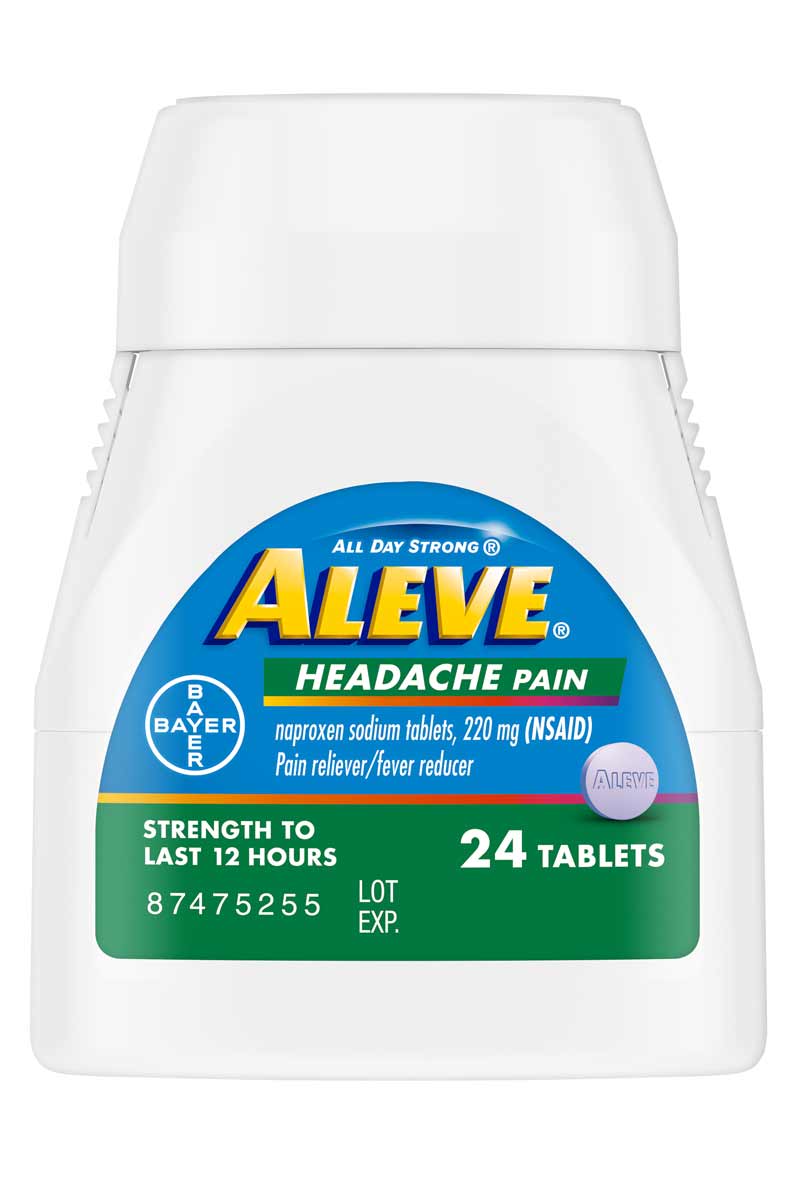 ALL DAY STRONG®
ALEVE®
HEADACHE PAIN
BAYER
BAYER
naproxen sodium tablets, 220 mg (NSAID)
Pain reliever/fever reducer
ALEVE
STRENGTH TO
LAST 12 HOURS
24 TABLETS
87475255
LOT
EXP.